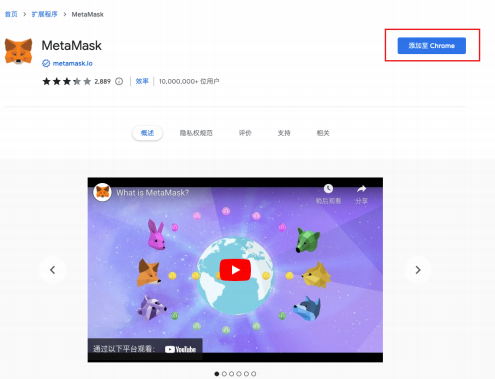 首页 > 扩展程序 > MetaMask
MetaMask
添加至 Chrome
metamask.io
2,889 效率 10,000,000+ 位用户
概述 隐私权规范 评价 支持 相关
What is MetaMask?
稍后观看 分享
通过以下平台观看： YouTube